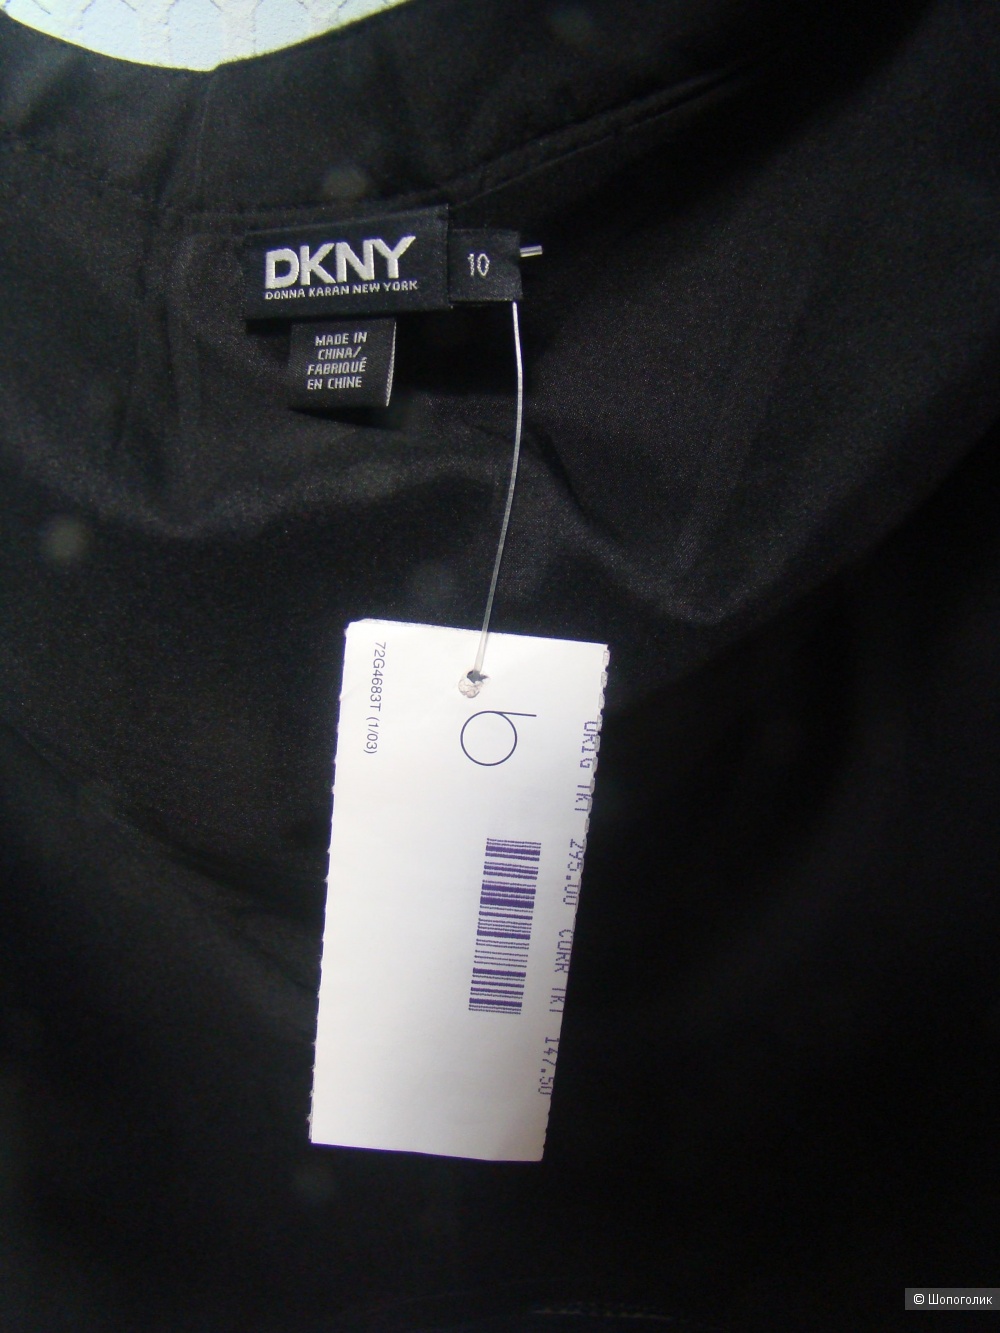 DKNY
DONNA KARAN NEW YORK
10
MADE IN
CHINA/
FABRIQUÉ
EN CHINE
72G4683T (1/03)
b
ORIG TKT 295.00 CURR TKT 147.50
© Шопоголик